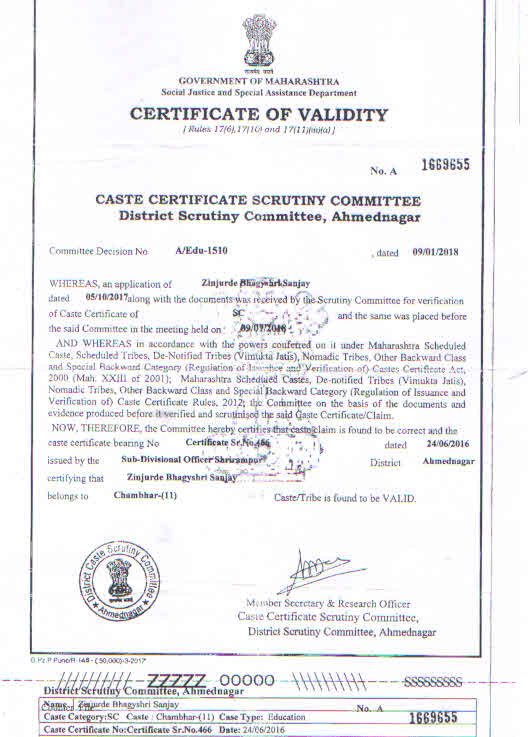 GOVERNMENT OF MAHARASHTRA
Social Justice and Special Assistance Department
CERTIFICATE OF VALIDITY
[ Rules 17(6),17(10) and 17(11)(ii)(a) ]
No. A 1669655
CASTE CERTIFICATE SCRUTINY COMMITTEE
District Scrutiny Committee, Ahmednagar
Committee Decision No A/Edu-1510 , dated 09/01/2018
WHEREAS, an application of Zinjurde Bhagyshri Sanjay
dated 05/10/2017along with the documents was received by the Scrutiny Committee for verification
of Caste Certificate of SC and the same was placed before
the said Committee in the meeting held on
AND WHEREAS in accordance with the powers conferred on it under Maharashtra Scheduled
Caste, Scheduled Tribes, De-Notified Tribes (Vimukta Jatis), Nomadic Tribes, Other Backward Class
and Special Backward Category (Regulation of Issuance and Verification of) Castes Certificate Act,
2000 (Mah. XXIII of 2001); Maharashtra Scheduled Castes, De-notified Tribes (Vimukta Jatis),
Nomadic Tribes, Other Backward Class and Special Backward Category (Regulation of Issuance and
Verification of) Caste Certificate Rules, 2012; the Committee on the basis of the documents and
evidence produced before it verified and scrutinised the said Caste Certificate/Claim.
NOW, THEREFORE, the Committee hereby certifies that caste claim is found to be correct and the
caste certificate bearing No Certificate Sr.No.466 dated 24/06/2016
issued by the Sub-Divisional Officer Shrirampur District Ahmednagar
certifying that Zinjurde Bhagyshri Sanjay
belongs to Chambhar-(11) Caste/Tribe is found to be VALID.
District Caste Scrutiny Committee
Ahmednagar
Member Secretary & Research Officer
Caste Certificate Scrutiny Committee,
District Scrutiny Committee, Ahmednagar
G.P.Z.P.Pune/R-148 - ( 50,000)-3-2017
//////// ZZZZZ OOOOO \\\\\\\\\\ SSSSSSSSS
District Scrutiny Committee, Ahmednagar
Name Zinjurde Bhagyshri Sanjay No. A
Caste Category:SC Caste : Chambhar-(11) Case Type: Education 1669655
Caste Certificate No:Certificate Sr.No.466 Date: 24/06/2016